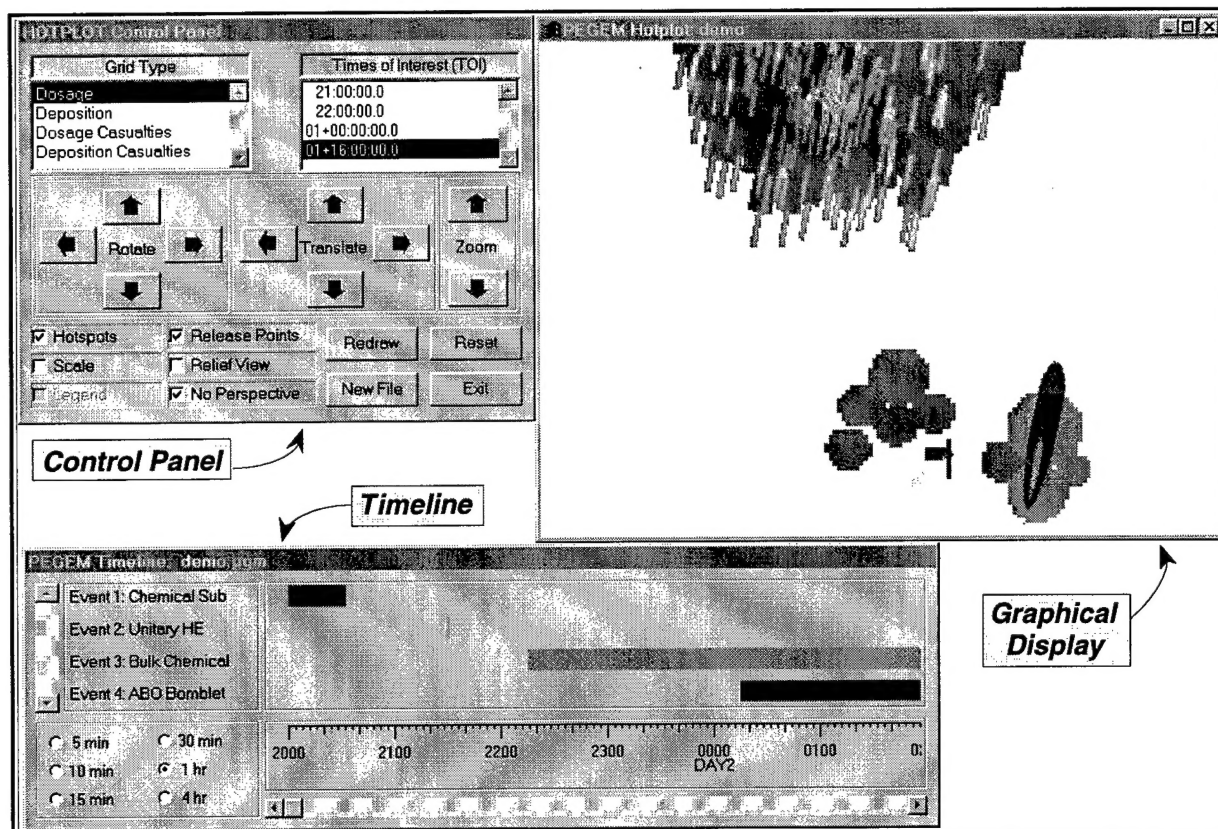 HOTPLOT Control Panel
Grid Type
Dosage
Deposition
Dosage Casualties
Deposition Casualties
Times of Interest (TOI)
21:00:00.0
22:00:00.0
01+00:00:00.0
01+16:00:00.0
Rotate
Translate
Zoom
Hotspots
Release Points
Redraw
Reset
Scale
Relief View
Legend
No Perspective
New File
Exit
PEGEM Hotplot: demo
Control Panel
Timeline
Graphical
Display
PEGEM Timeline: demo.pgm
Event 1: Chemical Sub
Event 2: Unitary HE
Event 3: Bulk Chemical
Event 4: ABO Bomblet
5 min
30 min
10 min
1 hr
15 min
4 hr
2000 2100 2200 2300 0000 0100
DAY2